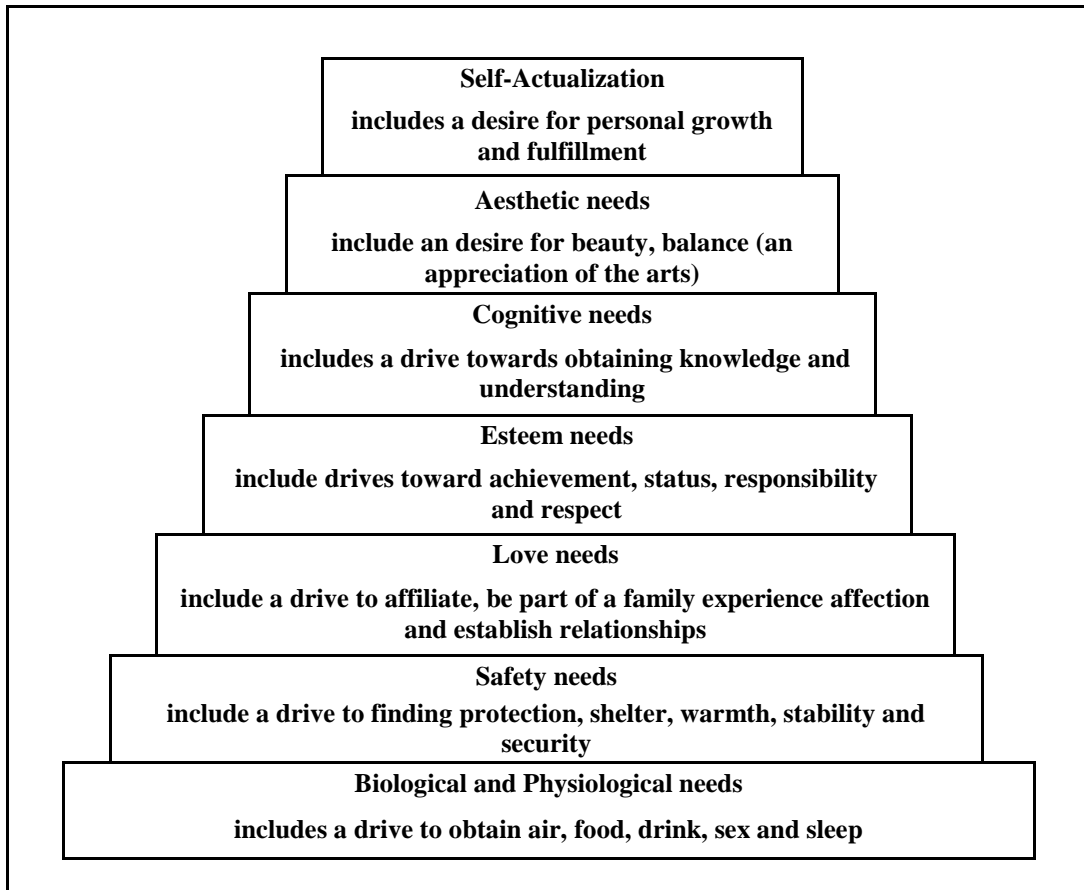 Self-Actualization
includes a desire for personal growth
and fulfillment
Aesthetic needs
include an desire for beauty, balance (an
appreciation of the arts)
Cognitive needs
includes a drive towards obtaining knowledge and
understanding
Esteem needs
include drives toward achievement, status, responsibility
and respect
Love needs
include a drive to affiliate, be part of a family experience affection
and establish relationships
Safety needs
include a drive to finding protection, shelter, warmth, stability and
security
Biological and Physiological needs
includes a drive to obtain air, food, drink, sex and sleep